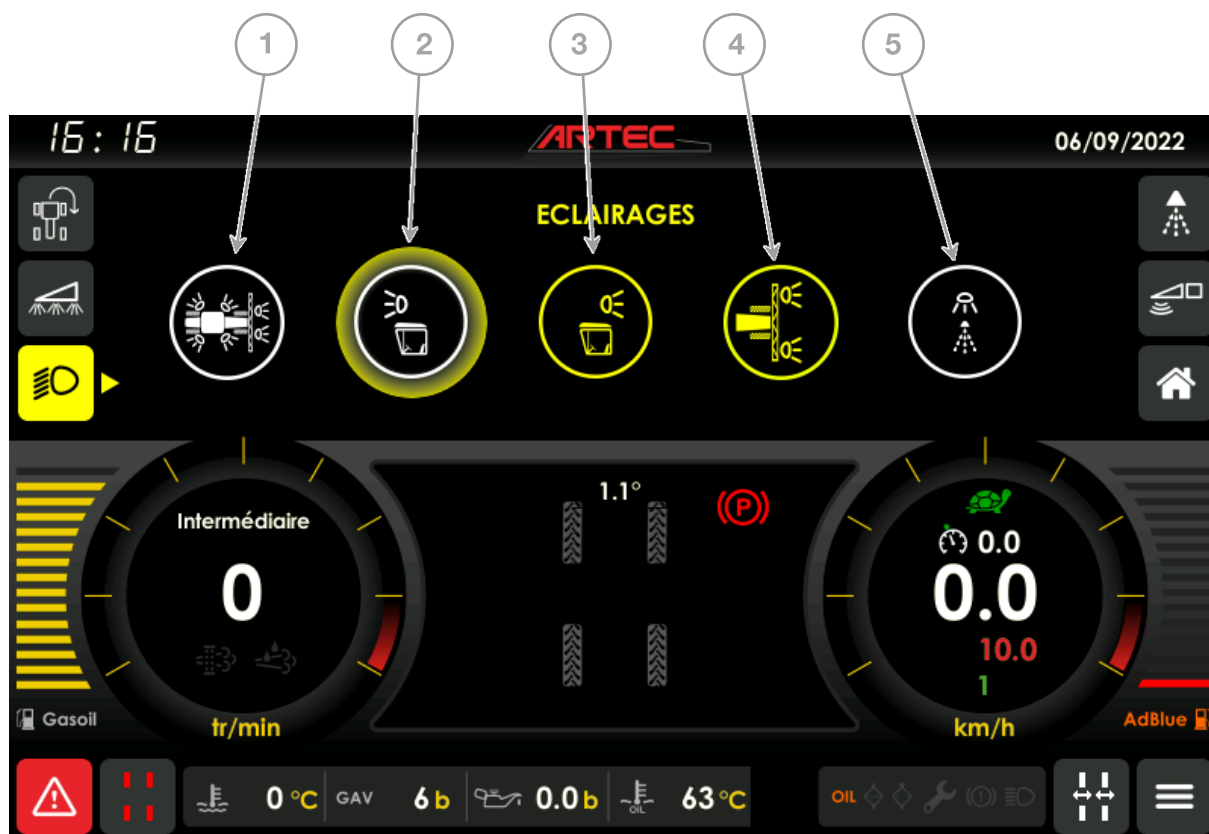 1 2 3 4 5
16:16 ARTEC 06/09/2022
ECLAIRAGES
1.1°
Intermédiaire
(P)
0.0
0
0.0
10.0
1
Gasoil
tr/min
km/h
AdBlue
0 °C GAV 6 b 0.0 b OIL 63 °C OIL